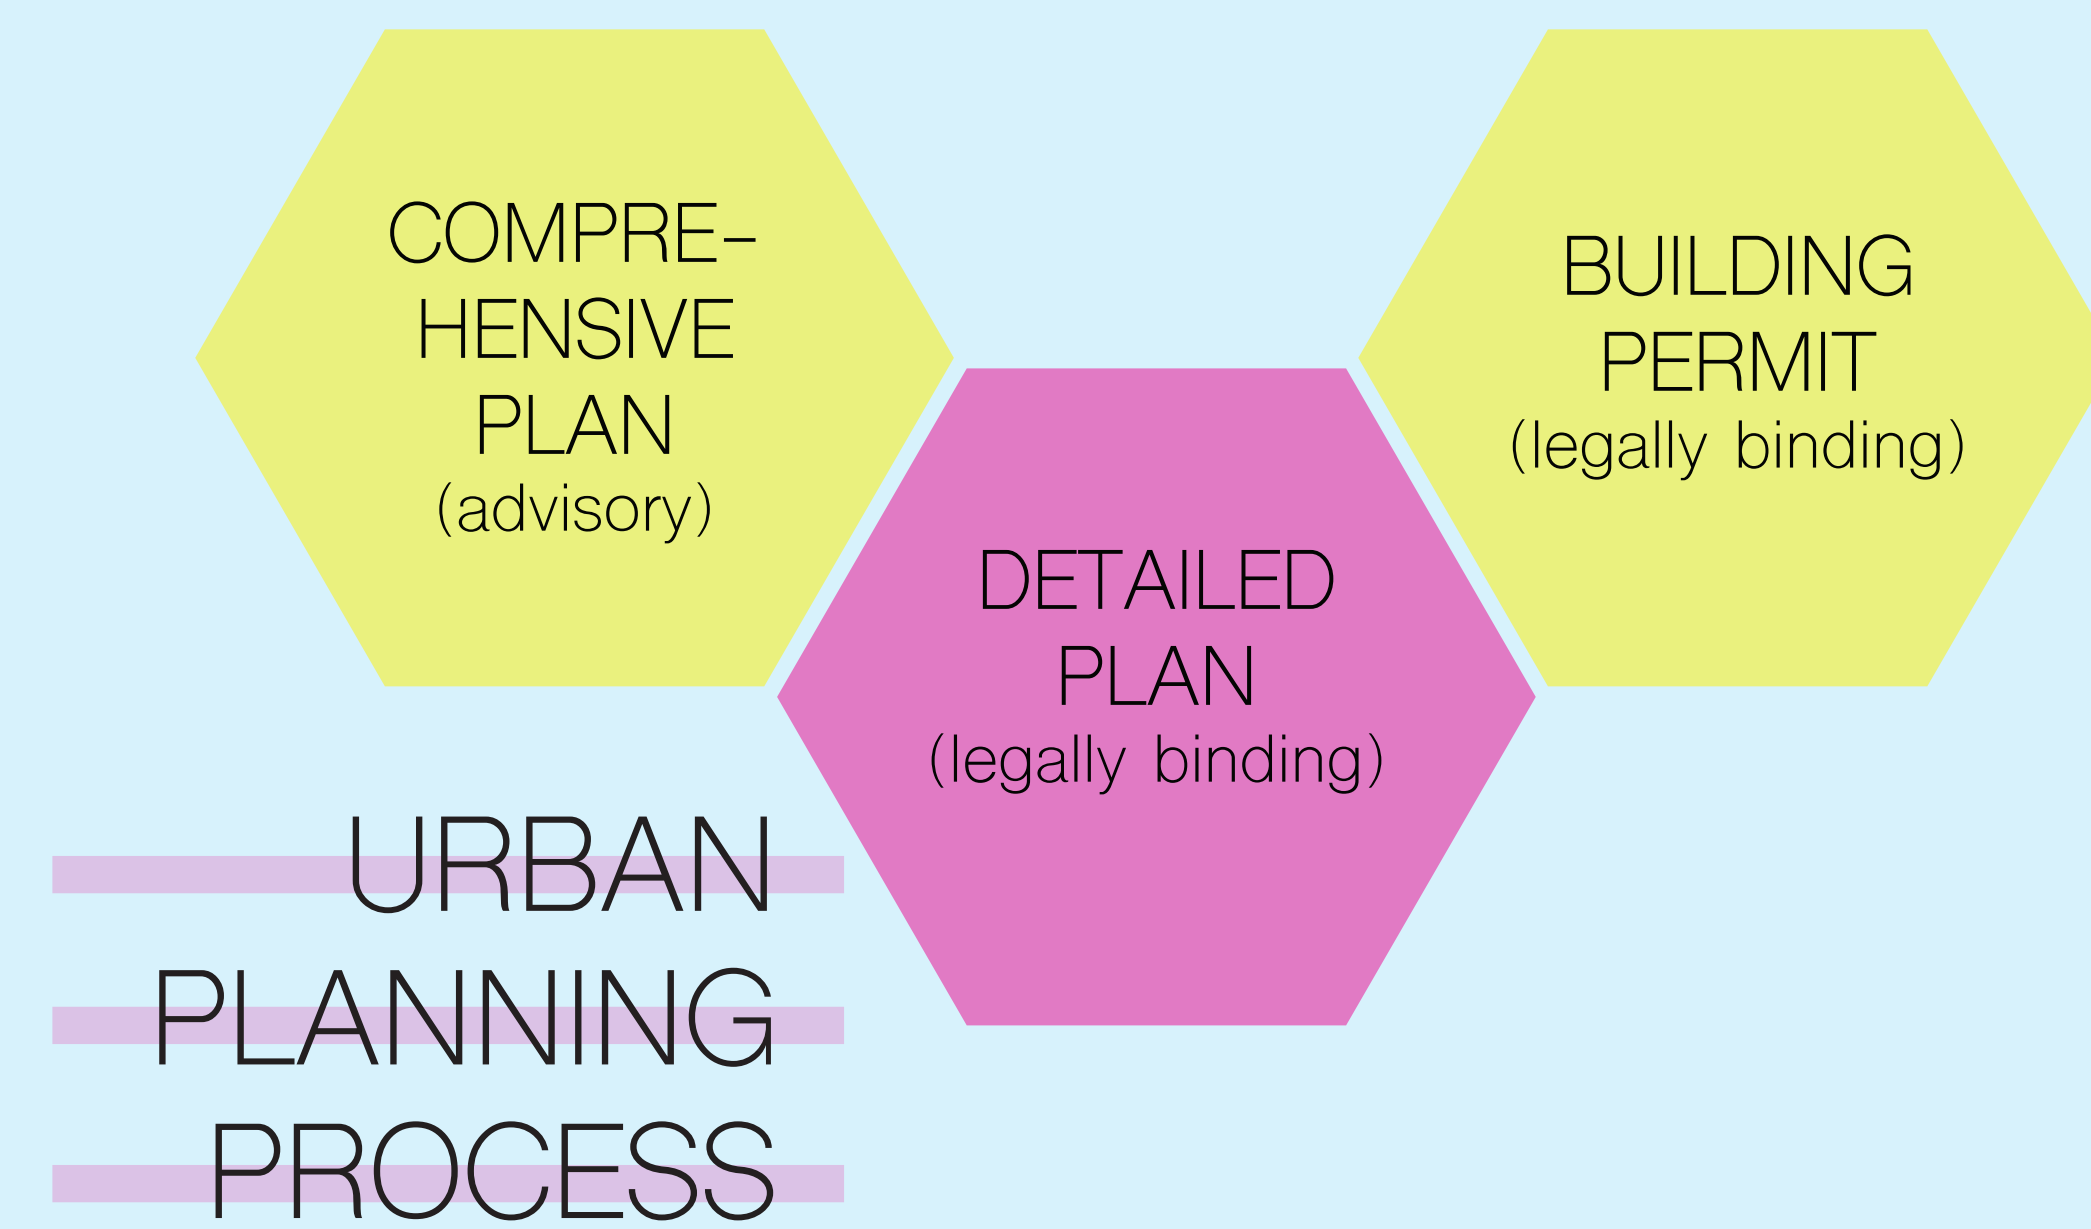 COMPRE-
HENSIVE
PLAN
(advisory)
DETAILED
PLAN
(legally binding)
BUILDING
PERMIT
(legally binding)
URBAN
PLANNING
PROCESS